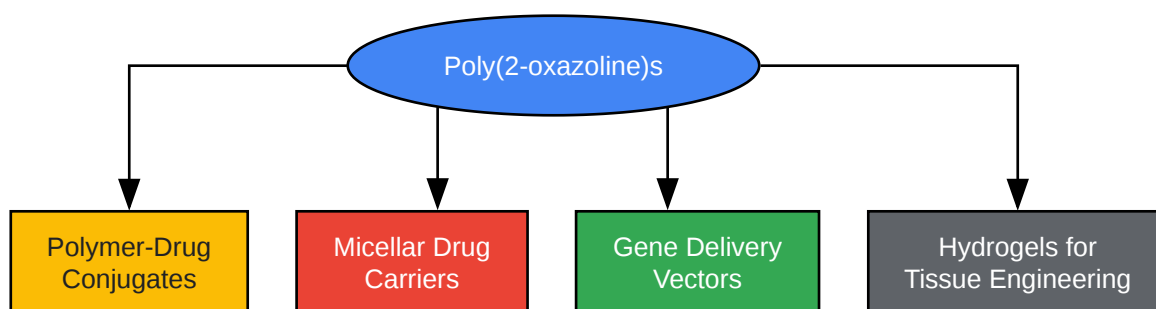 Poly(2-oxazoline)s
Polymer-Drug
Conjugates
Micellar Drug
Carriers
Gene Delivery
Vectors
Hydrogels for
Tissue Engineering